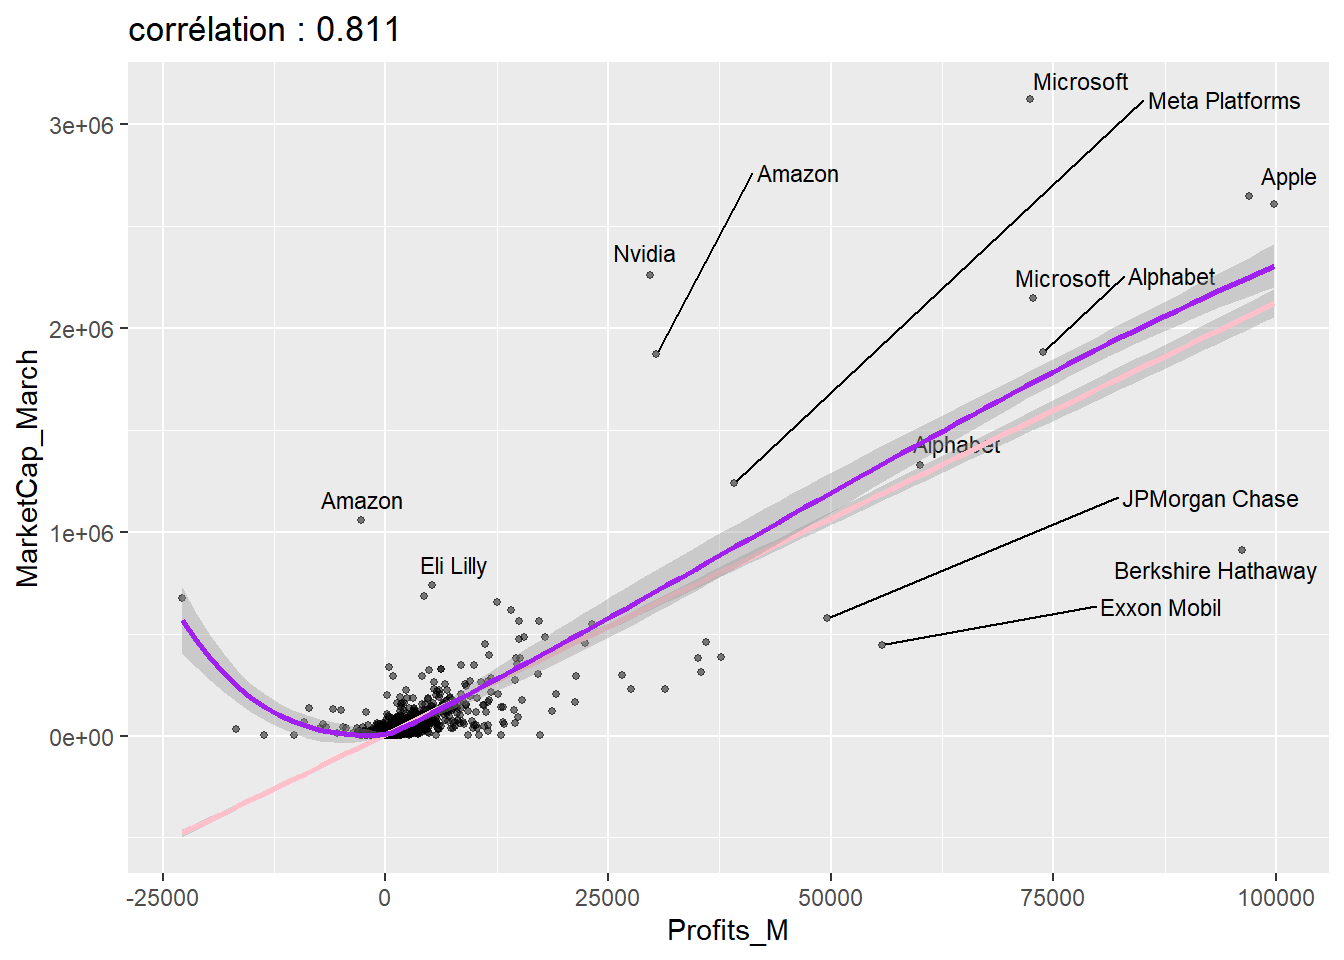 corrélation : 0.811
Microsoft
Meta Platforms
3e+06
Amazon
Apple
Nvidia
Microsoft
Alphabet
2e+06
MarketCap_March
Alphabet
Amazon
JPMorgan Chase
1e+06
Eli Lilly
Berkshire Hathaway
Exxon Mobil
0e+00
-25000
0
25000
50000
75000
100000
Profits_M